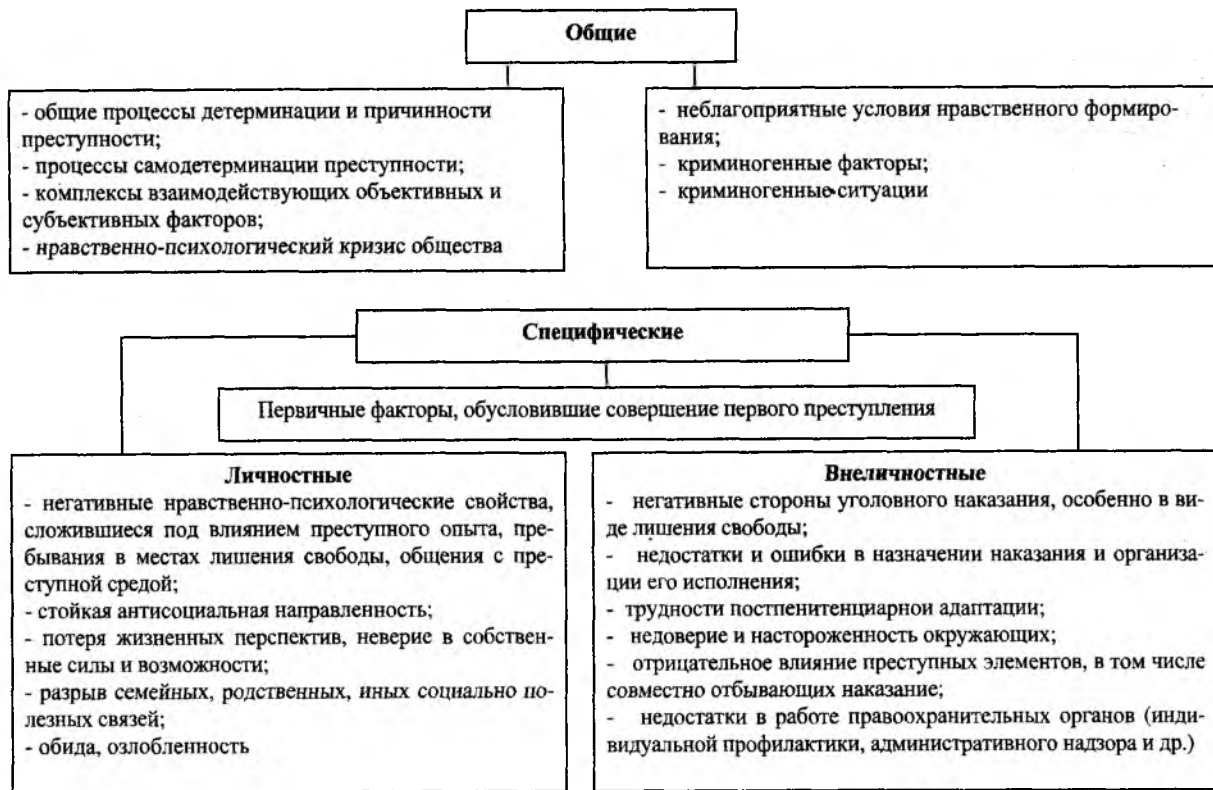 Общие
- общие процессы детерминации и причинности
преступности;
- процессы самодетерминации преступности;
- комплексы взаимодействующих объективных и
субъективных факторов;
- нравственно-психологический кризис общества
- неблагоприятные условия нравственного формиро-
вания;
- криминогенные факторы;
- криминогенные ситуации
Специфические
Первичные факторы, обусловившие совершение первого преступления
Личностные
- негативные нравственно-психологические свойства,
сложившиеся под влиянием преступного опыта, пре-
бывания в местах лишения свободы, общения с пре-
ступной средой;
- стойкая антисоциальная направленность;
- потеря жизненных перспектив, неверие в собствен-
ные силы и возможности;
- разрыв семейных, родственных, иных социально по-
лезных связей;
- обида, озлобленность
Внеличностные
- негативные стороны уголовного наказания, особенно в ви-
де лишения свободы;
- недостатки и ошибки в назначении наказания и организа-
ции его исполнения;
- трудности постпенитенциарнои адаптации;
- недоверие и настороженность окружающих;
- отрицательное влияние преступных элементов, в том числе
совместно отбывающих наказание;
- недостатки в работе правоохранительных органов (инди-
видуальной профилактики, административного надзора и др.)